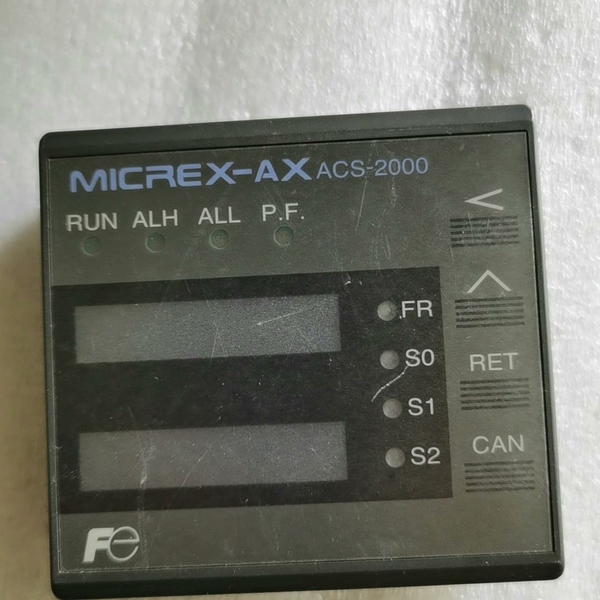 MICREX-AX ACS-2000
RUN ALH ALL P.F.
FR
S0
S1
S2
RET
CAN
Fe